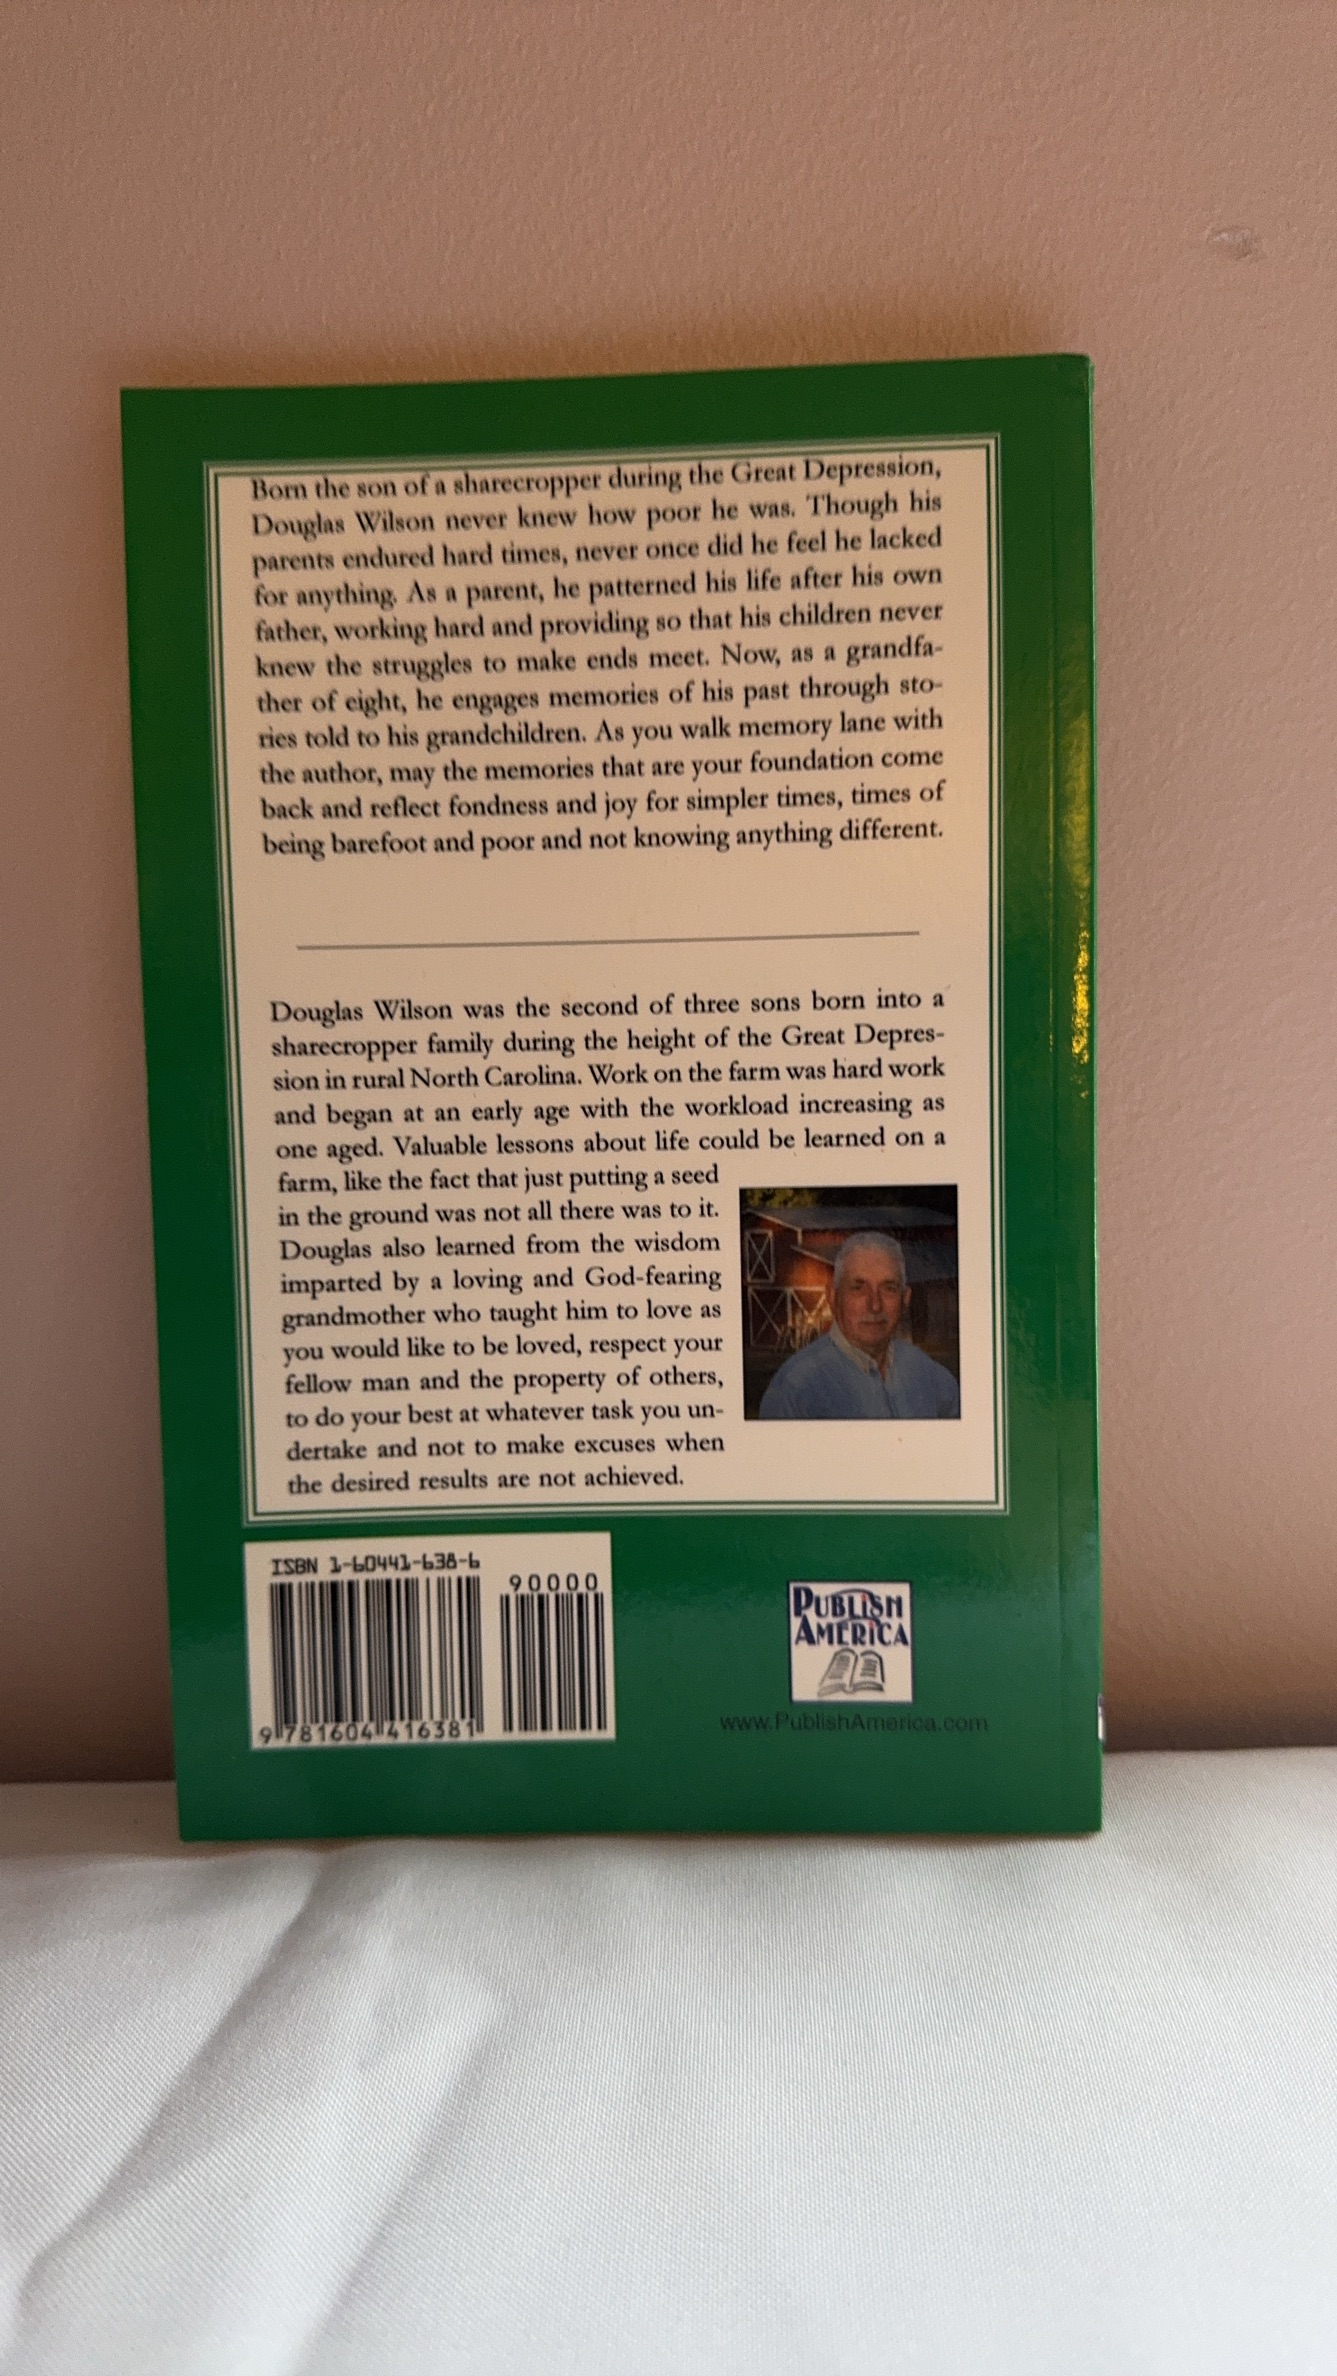 Born the son of a sharecropper during the Great Depression,
Douglas Wilson never knew how poor he was. Though his
parents endured hard times, never once did he feel he lacked
for anything. As a parent, he patterned his life after his own
father, working hard and providing so that his children never
knew the struggles to make ends meet. Now, as a grandfa-
ther of eight, he engages memories of his past through sto-
ries told to his grandchildren. As you walk memory lane with
the author, may the memories that are your foundation come
back and reflect fondness and joy for simpler times, times of
being barefoot and poor and not knowing anything different.
Douglas Wilson was the second of three sons born into a
sharecropper family during the height of the Great Depres-
sion in rural North Carolina. Work on the farm was hard work
and began at an early age with the workload increasing as
one aged. Valuable lessons about life could be learned on a
farm, like the fact that just putting a seed
in the ground was not all there was to it.
Douglas also learned from the wisdom
imparted by a loving and God-fearing
grandmother who taught him to love as
you would like to be loved, respect your
fellow man and the property of others,
to do your best at whatever task you un-
dertake and not to make excuses when
the desired results are not achieved.
ISBN 1-60441-638-6
90000
9 781604 416381
PUBLISH
AMERICA
www.PublishAmerica.com